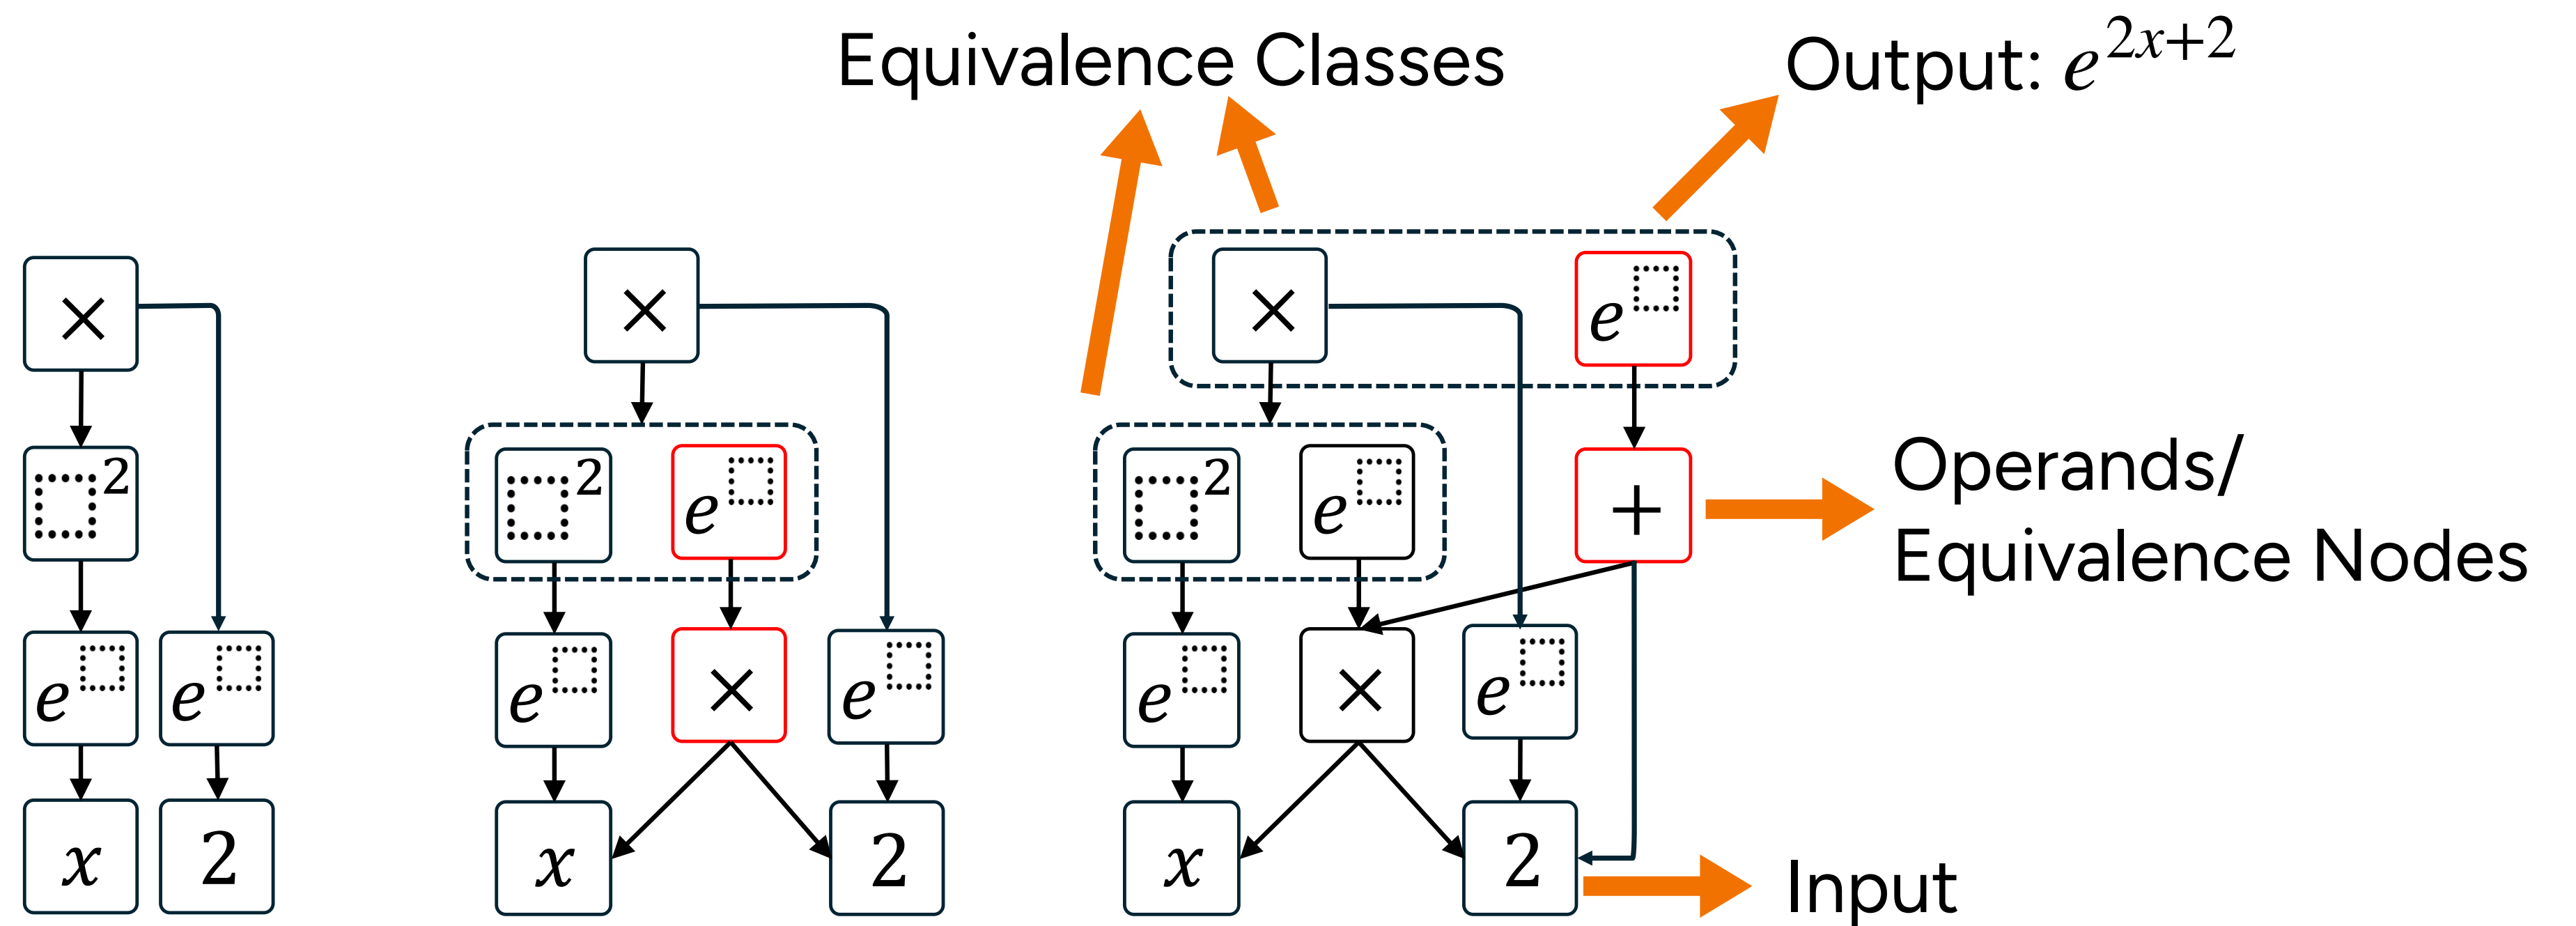 Equivalence Classes
Output: e^{2x+2}
×
□²
e^□
e^□
x
2
×
□²
e^□
e^□
×
e^□
x
2
×
e^□
□²
e^□
+
Operands/
Equivalence Nodes
e^□
×
e^□
x
2
Input